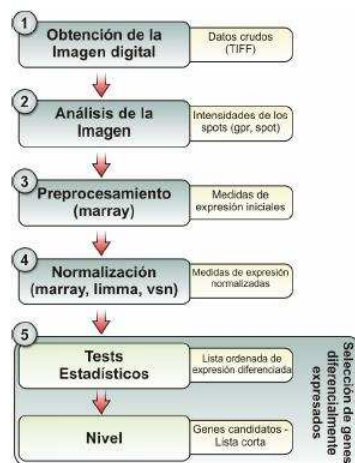 1
Obtención de la
Imagen digital
Datos crudos
(TIFF)
2
Análisis de la
Imagen
Intensidades de los
spots (gpr, spot)
3
Preprocesamiento
(marray)
Medidas de
expresión iniciales
4
Normalización
(marray, limma, vsn)
Medidas de expresión
normalizadas
5
Tests
Estadísticos
Lista ordenada de
expresión diferenciada
Nivel
Genes candidatos -
Lista corta
Selección de genes
diferencialmente
expresados